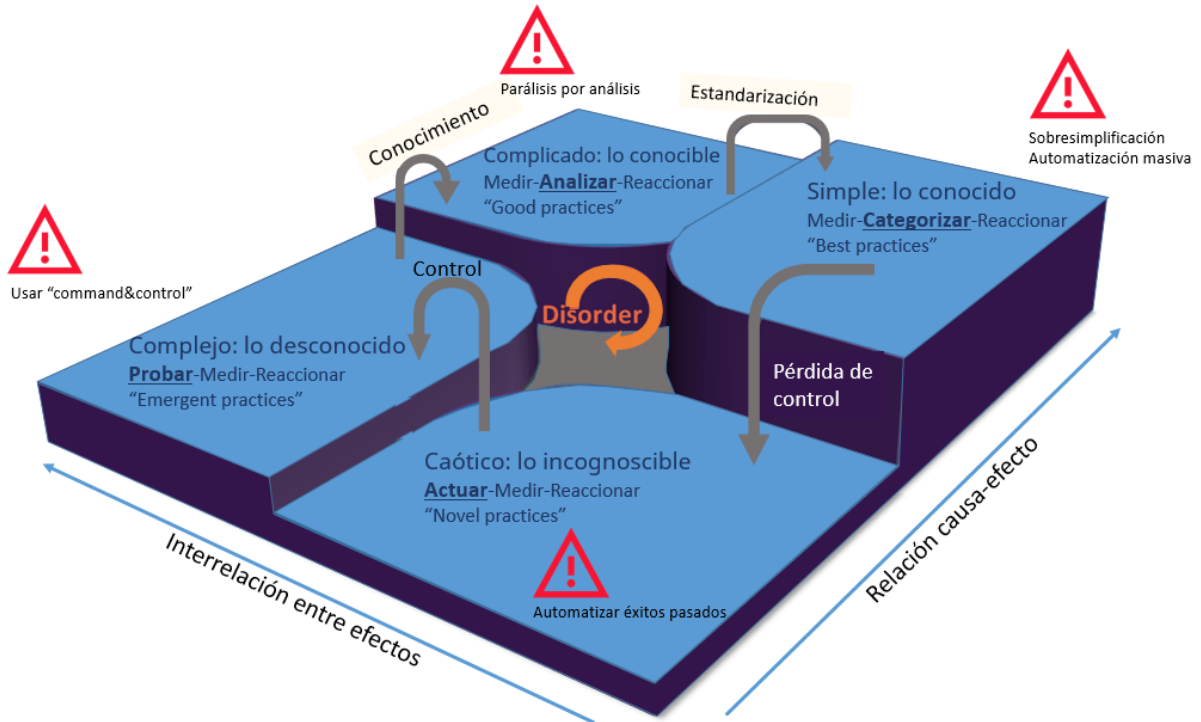 Parálisis por análisis
Estandarización
Conocimiento
Sobresimplificación
Automatización masiva
Complicado: lo conocible
Medir-Analizar-Reaccionar
“Good practices”
Simple: lo conocido
Medir-Categorizar-Reaccionar
“Best practices”
Usar “command&control”
Control
Disorder
Complejo: lo desconocido
Probar-Medir-Reaccionar
“Emergent practices”
Pérdida de
control
Caótico: lo incognoscible
Actuar-Medir-Reaccionar
“Novel practices”
Automatizar éxitos pasados
Interrelación entre efectos
Relación causa-efecto